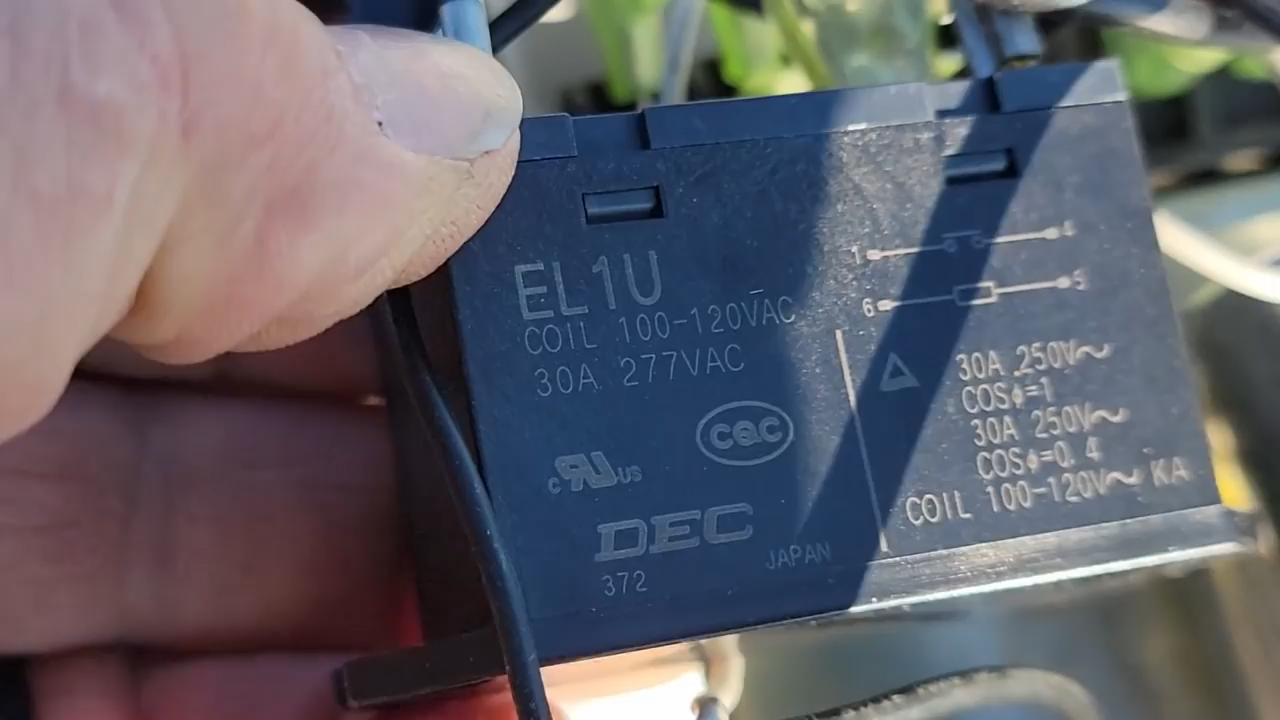 EL1U
COIL 100-120VAC
30A 277VAC
CQC
c RU US
DEC
JAPAN
372
1 4
6 5
30A 250V~
COSφ=1
30A 250V~
COSφ=0.4
COIL 100-120V~ KA